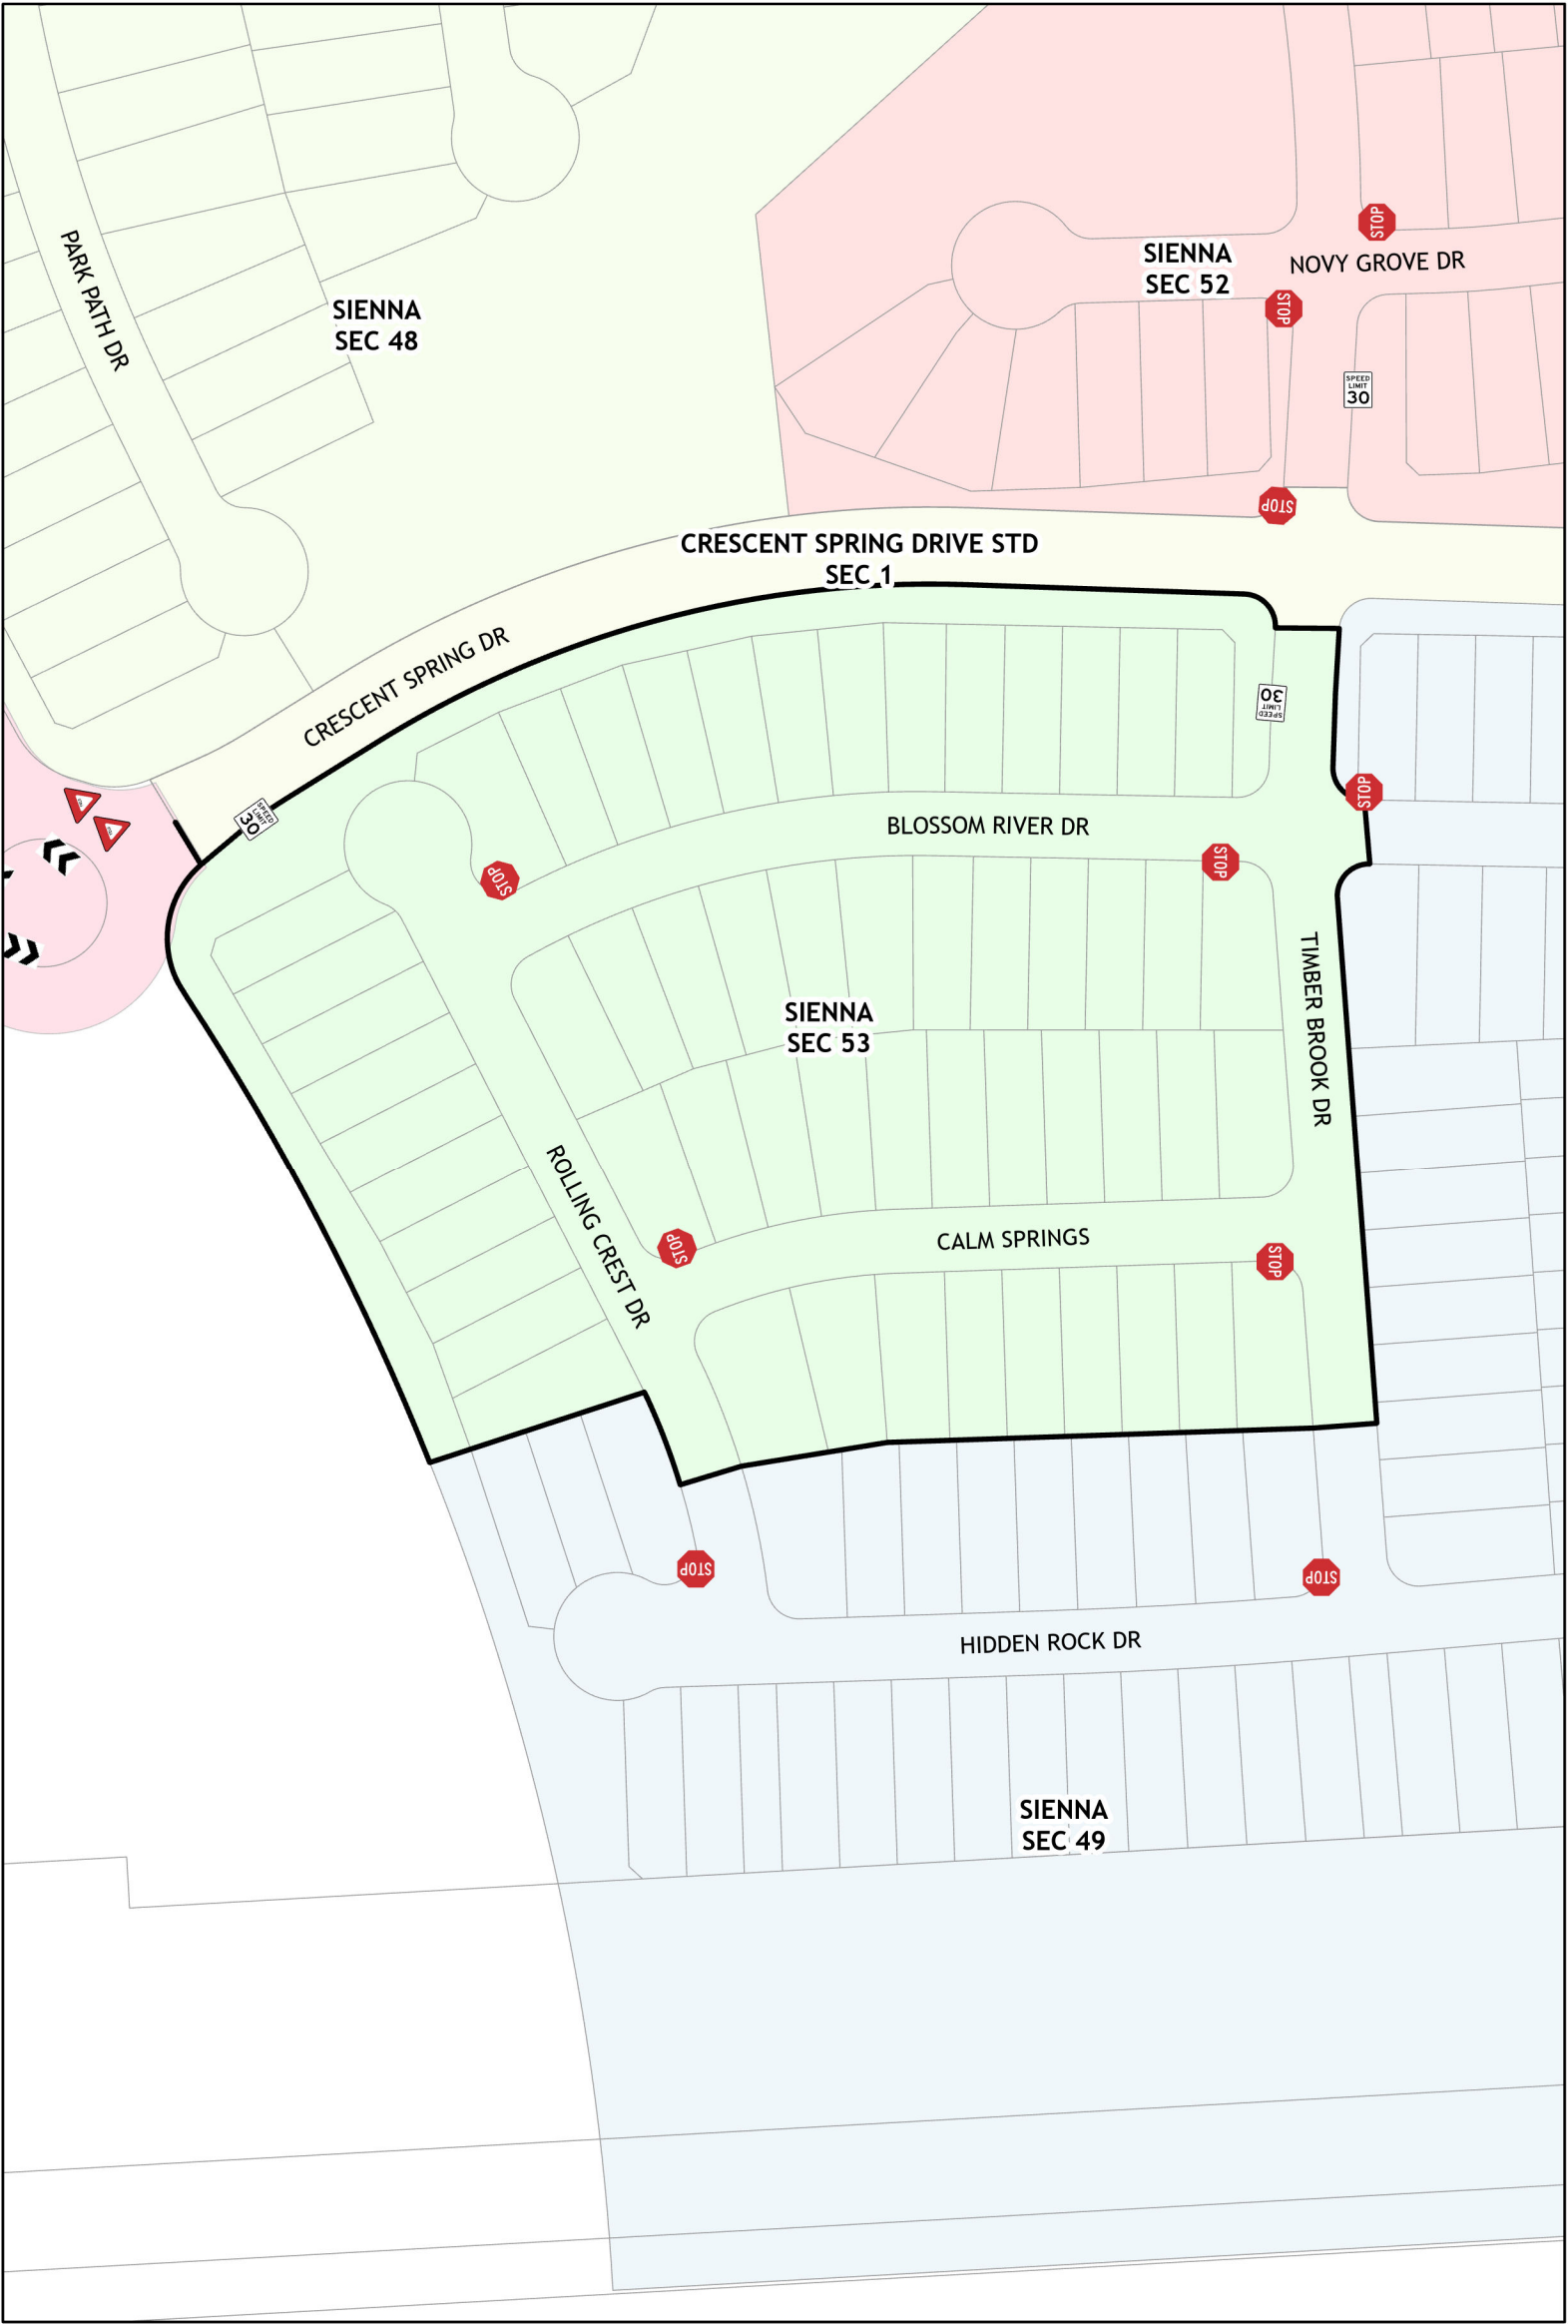 PARK PATH DR
SIENNA
SEC 48
STOP
SIENNA
SEC 52
NOVY GROVE DR
STOP
SPEED
LIMIT
30
STOP
CRESCENT SPRING DRIVE STD
SEC 1
CRESCENT SPRING DR
SPEED
LIMIT
30
SPEED
LIMIT
30
STOP
BLOSSOM RIVER DR
STOP
STOP
TIMBER BROOK DR
SIENNA
SEC 53
ROLLING CREST DR
STOP
CALM SPRINGS
STOP
STOP
STOP
HIDDEN ROCK DR
SIENNA
SEC 49